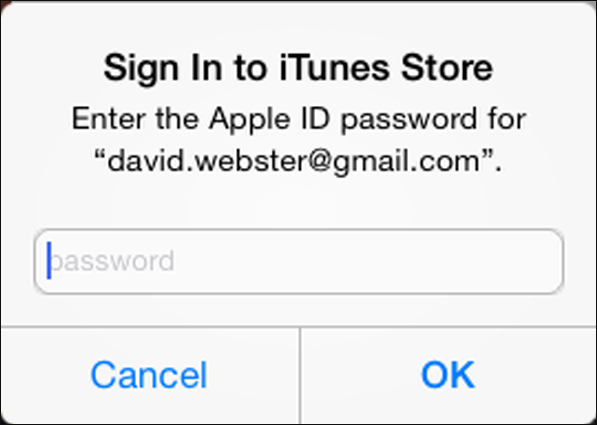 Sign In to iTunes Store
Enter the Apple ID password for
“david.webster@gmail.com”.
password
Cancel OK